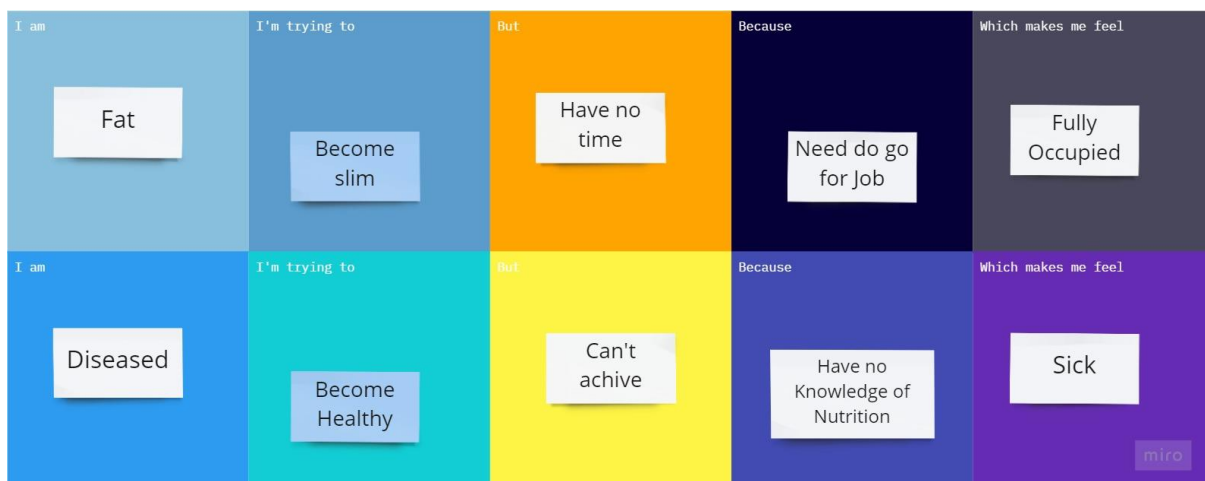 I am
Fat
I'm trying to
Become
slim
But
Have no
time
Because
Need do go
for Job
Which makes me feel
Fully
Occupied
I am
Diseased
I'm trying to
Become
Healthy
But
Can't
achive
Because
Have no
Knowledge of
Nutrition
Which makes me feel
Sick
miro